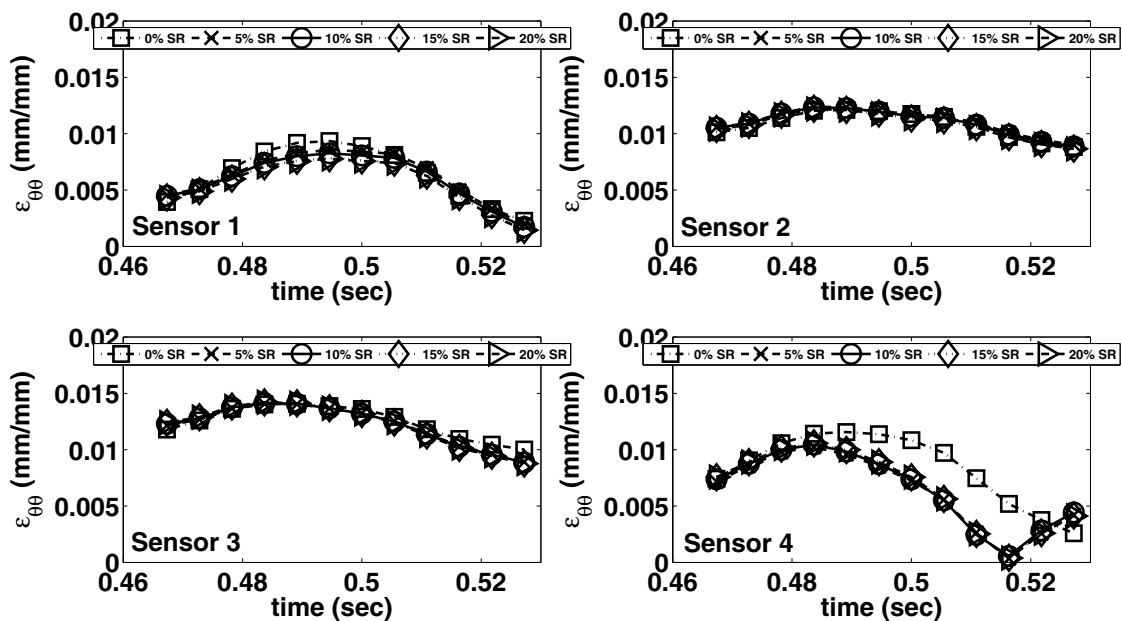 0.02
0% SR 5% SR 10% SR 15% SR 20% SR
0.015
0.01
0.005
0
εθθ (mm/mm)
Sensor 1
0.46 0.48 0.5 0.52
time (sec)
0.02
0% SR 5% SR 10% SR 15% SR 20% SR
0.015
0.01
0.005
0
εθθ (mm/mm)
Sensor 2
0.46 0.48 0.5 0.52
time (sec)
0.02
0% SR 5% SR 10% SR 15% SR 20% SR
0.015
0.01
0.005
0
εθθ (mm/mm)
Sensor 3
0.46 0.48 0.5 0.52
time (sec)
0.02
0% SR 5% SR 10% SR 15% SR 20% SR
0.015
0.01
0.005
0
εθθ (mm/mm)
Sensor 4
0.46 0.48 0.5 0.52
time (sec)